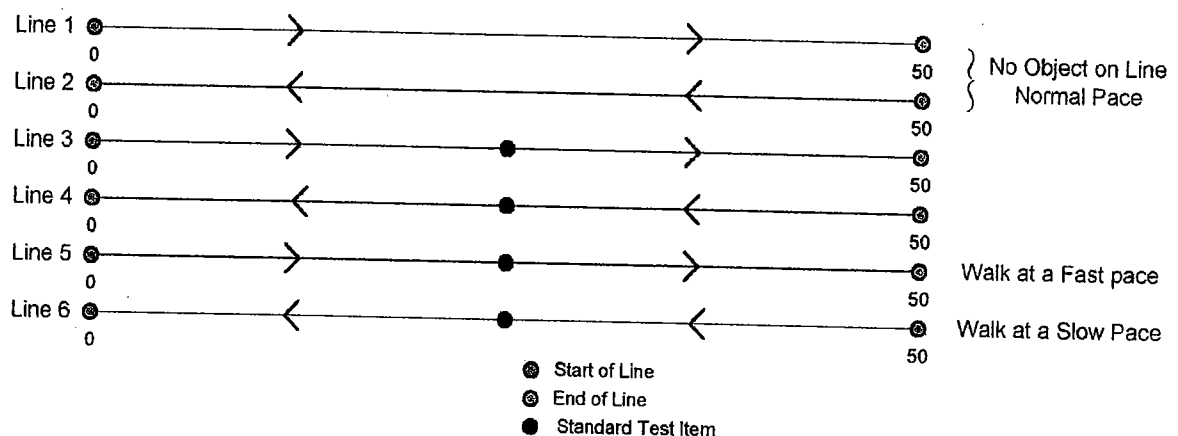 Line 1
0
50
Line 2
0
50
No Object on Line
Normal Pace
Line 3
0
50
Line 4
0
50
Line 5
0
50
Walk at a Fast pace
Line 6
0
50
Walk at a Slow Pace
Start of Line
End of Line
Standard Test Item